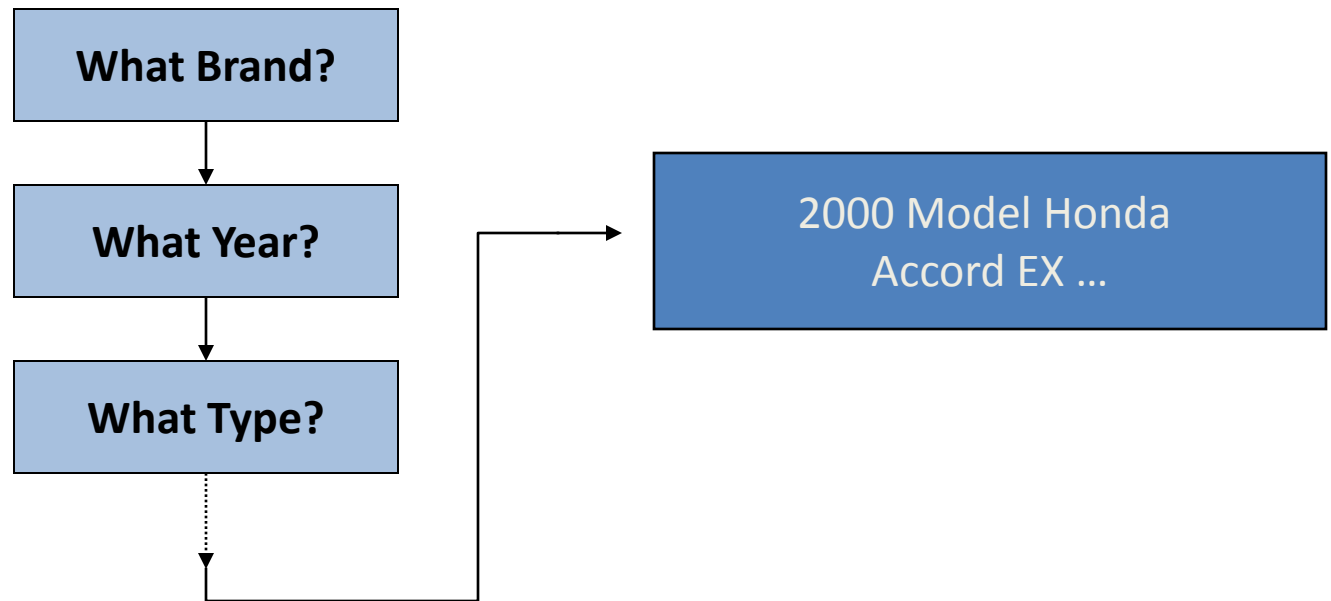 What Brand?
What Year?
What Type?
2000 Model Honda
Accord EX …